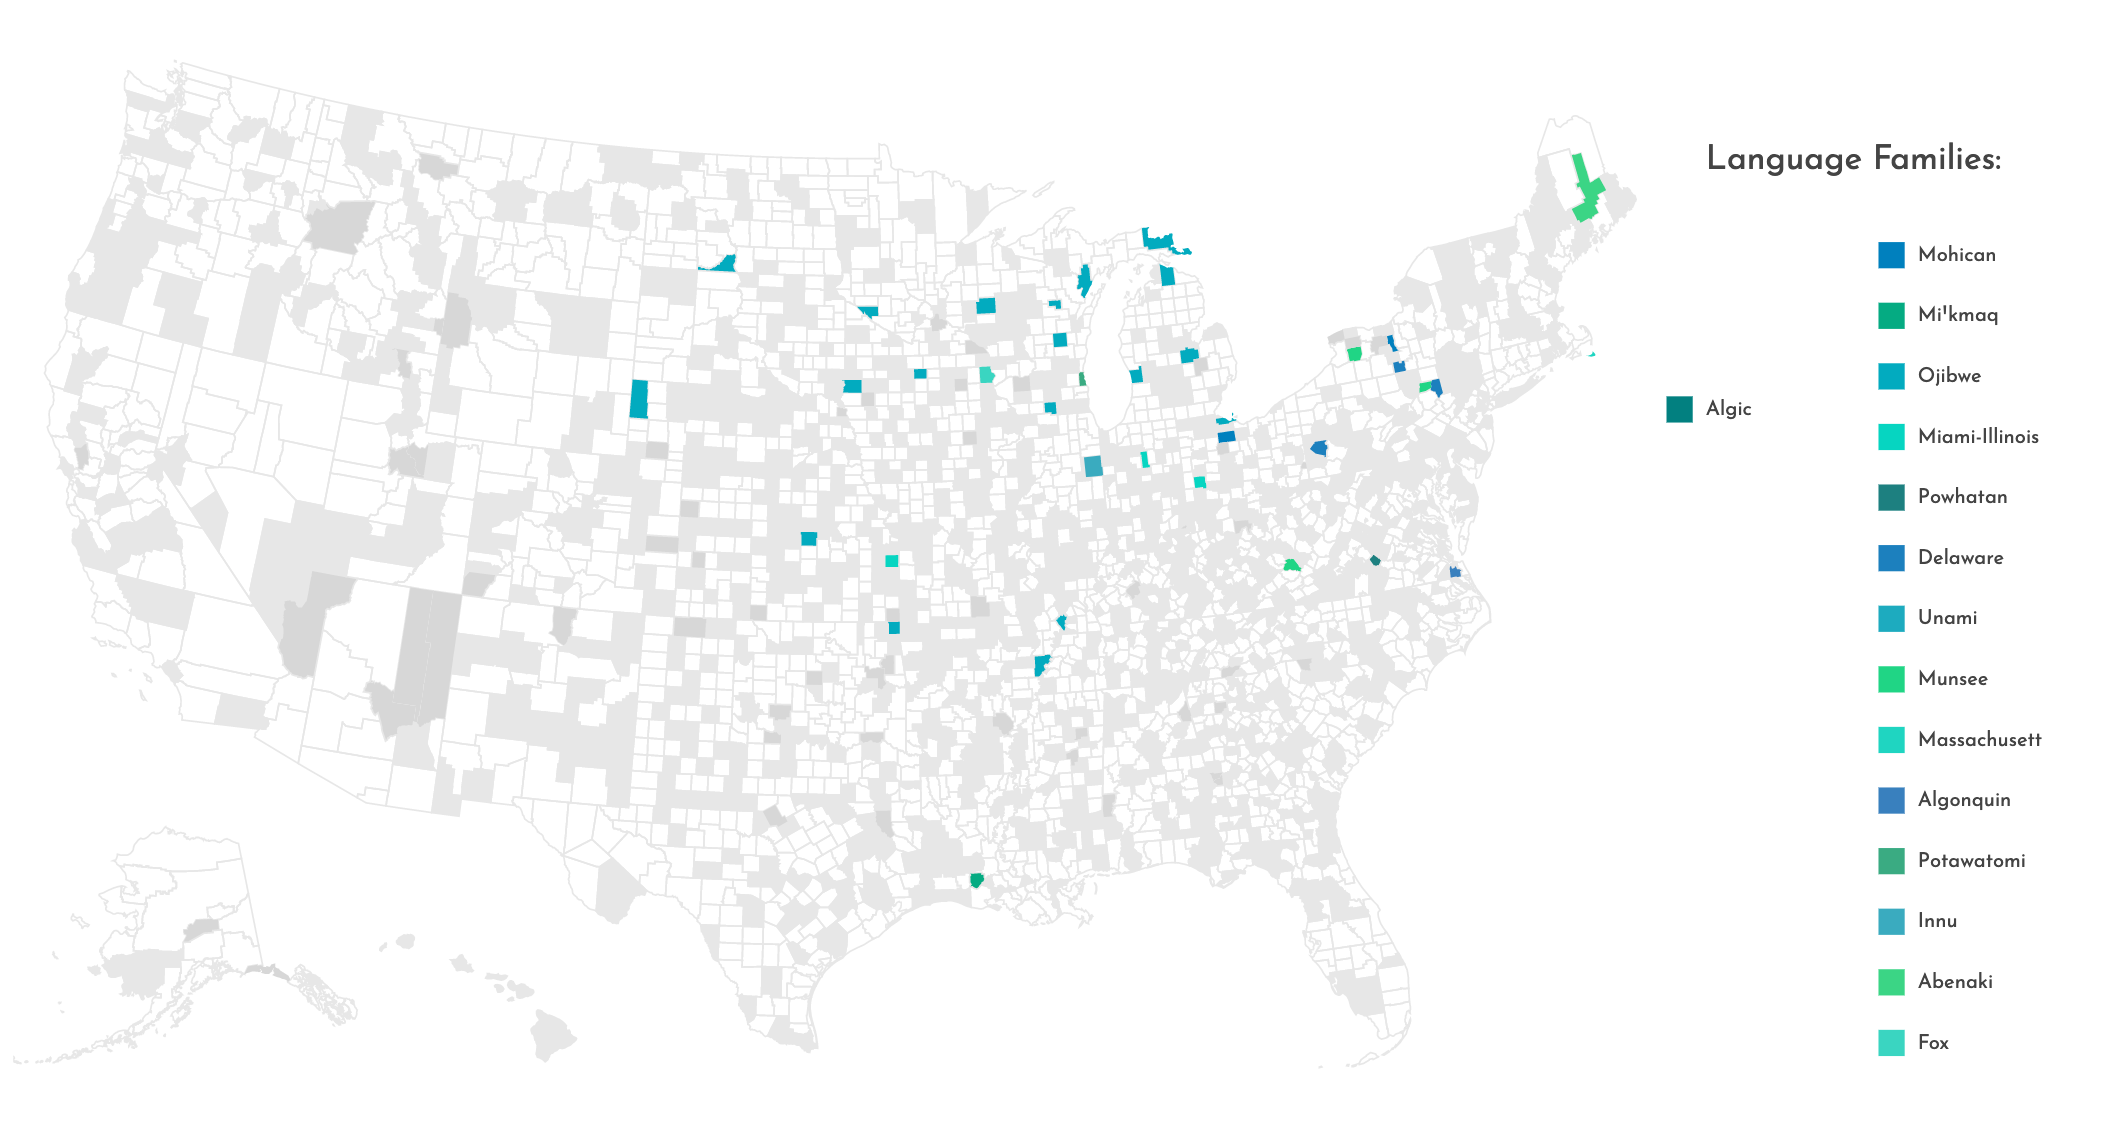 Language Families:
Algic
Mohican
Mi'kmaq
Ojibwe
Miami-Illinois
Powhatan
Delaware
Unami
Munsee
Massachusett
Algonquin
Potawatomi
Innu
Abenaki
Fox